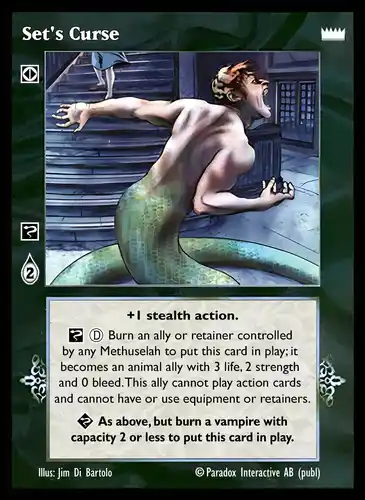 Set's Curse
2
+1 stealth action.
D Burn an ally or retainer controlled
by any Methuselah to put this card in play; it
becomes an animal ally with 3 life, 2 strength
and 0 bleed. This ally cannot play action cards
and cannot have or use equipment or retainers.
As above, but burn a vampire with
capacity 2 or less to put this card in play.
Illus: Jim Di Bartolo © Paradox Interactive AB (publ)